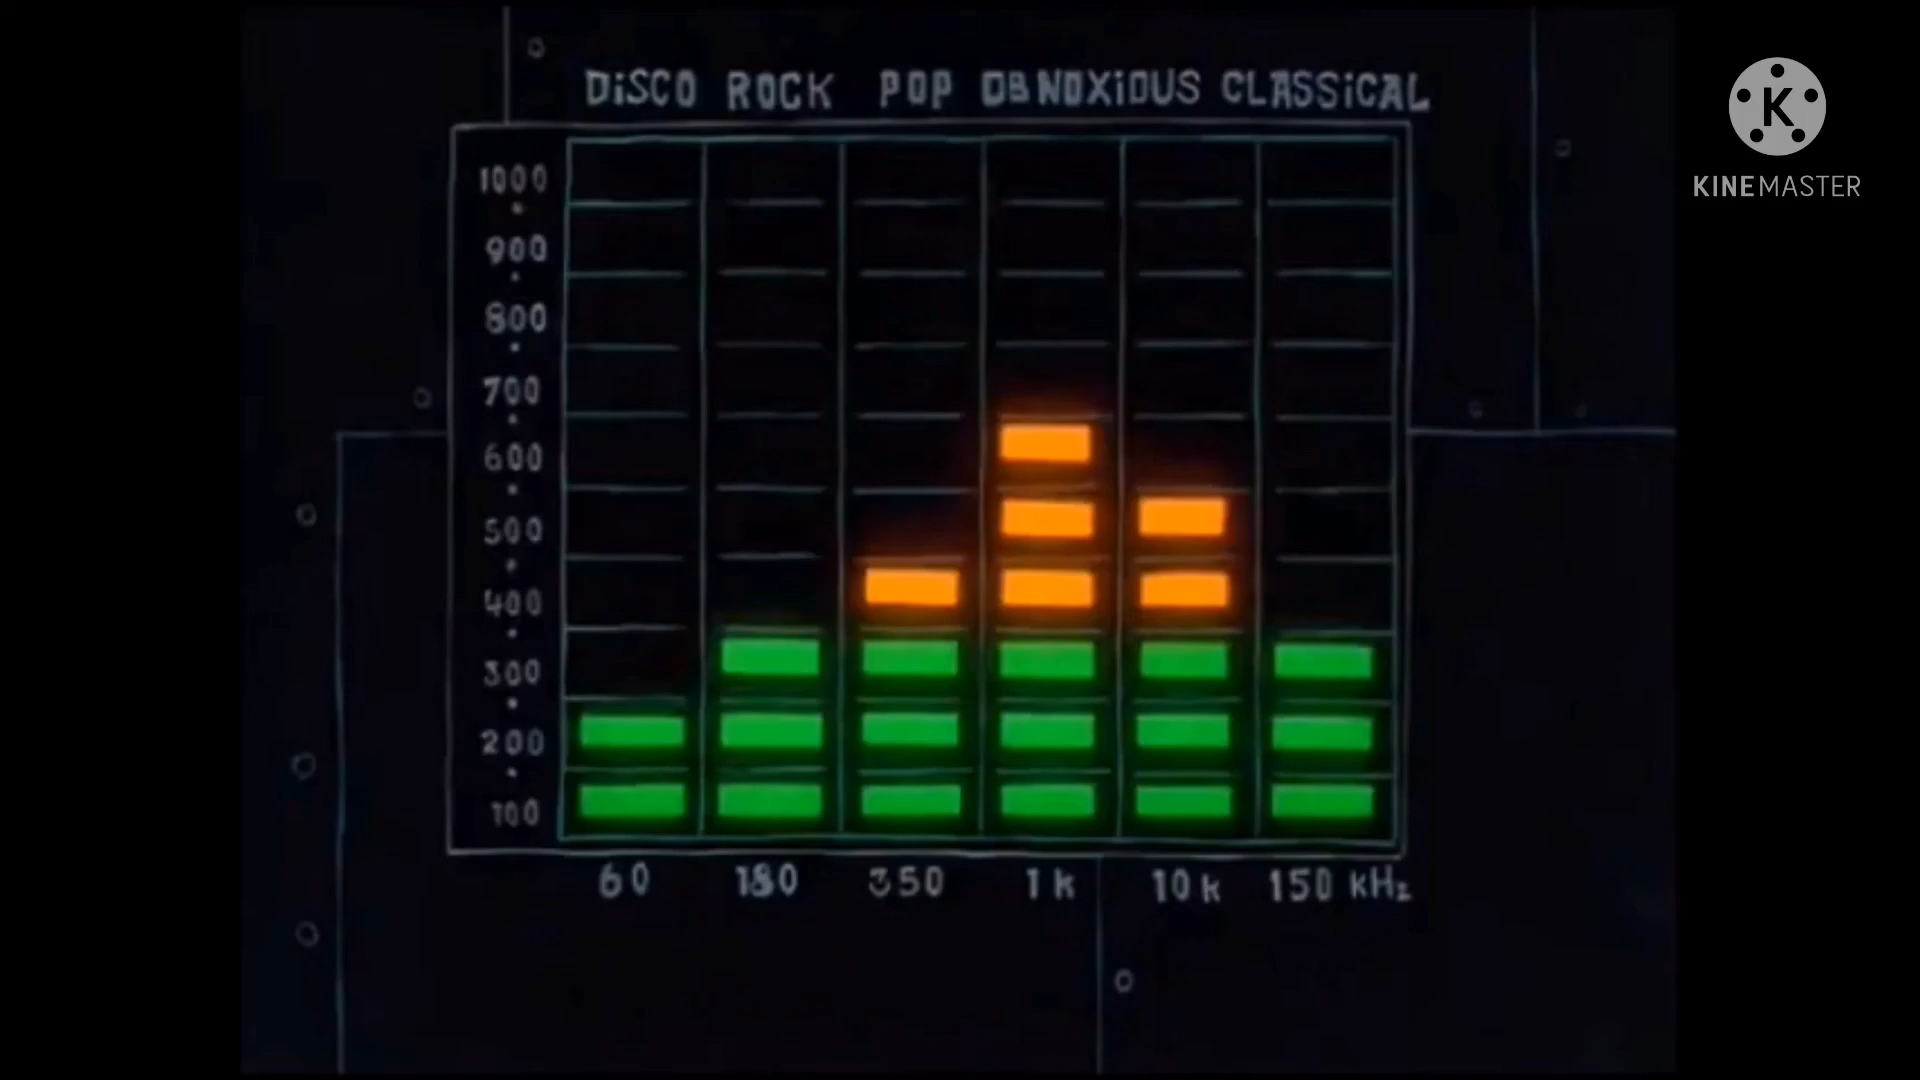 DiSCO ROCK POP OBNOXiOUS CLASSiCAL
K
KINEMASTER
1000
900
800
700
600
500
400
300
200
100
60 180 350 1k 10k 150 kHz